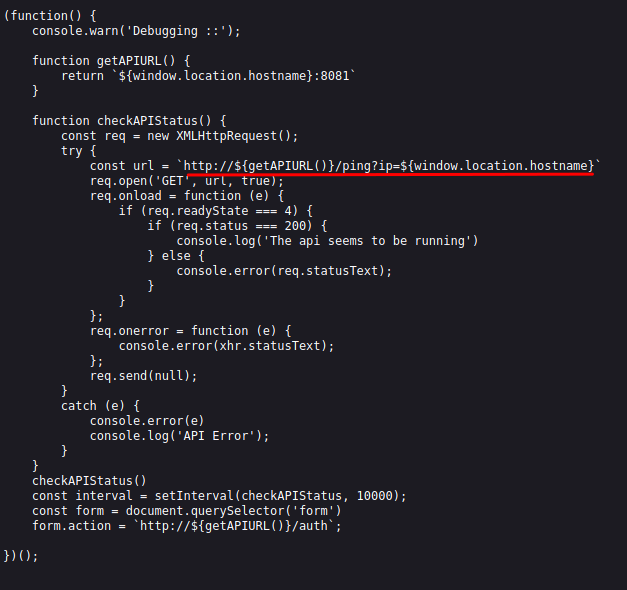 (function() {
    console.warn('Debugging ::');

    function getAPIURL() {
        return `${window.location.hostname}:8081`
    }

    function checkAPIStatus() {
        const req = new XMLHttpRequest();
        try {
            const url = `http://${getAPIURL()}/ping?ip=${window.location.hostname}`
            req.open('GET', url, true);
            req.onload = function (e) {
                if (req.readyState === 4) {
                    if (req.status === 200) {
                        console.log('The api seems to be running')
                    } else {
                        console.error(req.statusText);
                    }
                }
            };
            req.onerror = function (e) {
                console.error(xhr.statusText);
            };
            req.send(null);
        }
        catch (e) {
            console.error(e)
            console.log('API Error');
        }
    }
    checkAPIStatus()
    const interval = setInterval(checkAPIStatus, 10000);
    const form = document.querySelector('form')
    form.action = `http://${getAPIURL()}/auth`;

})();